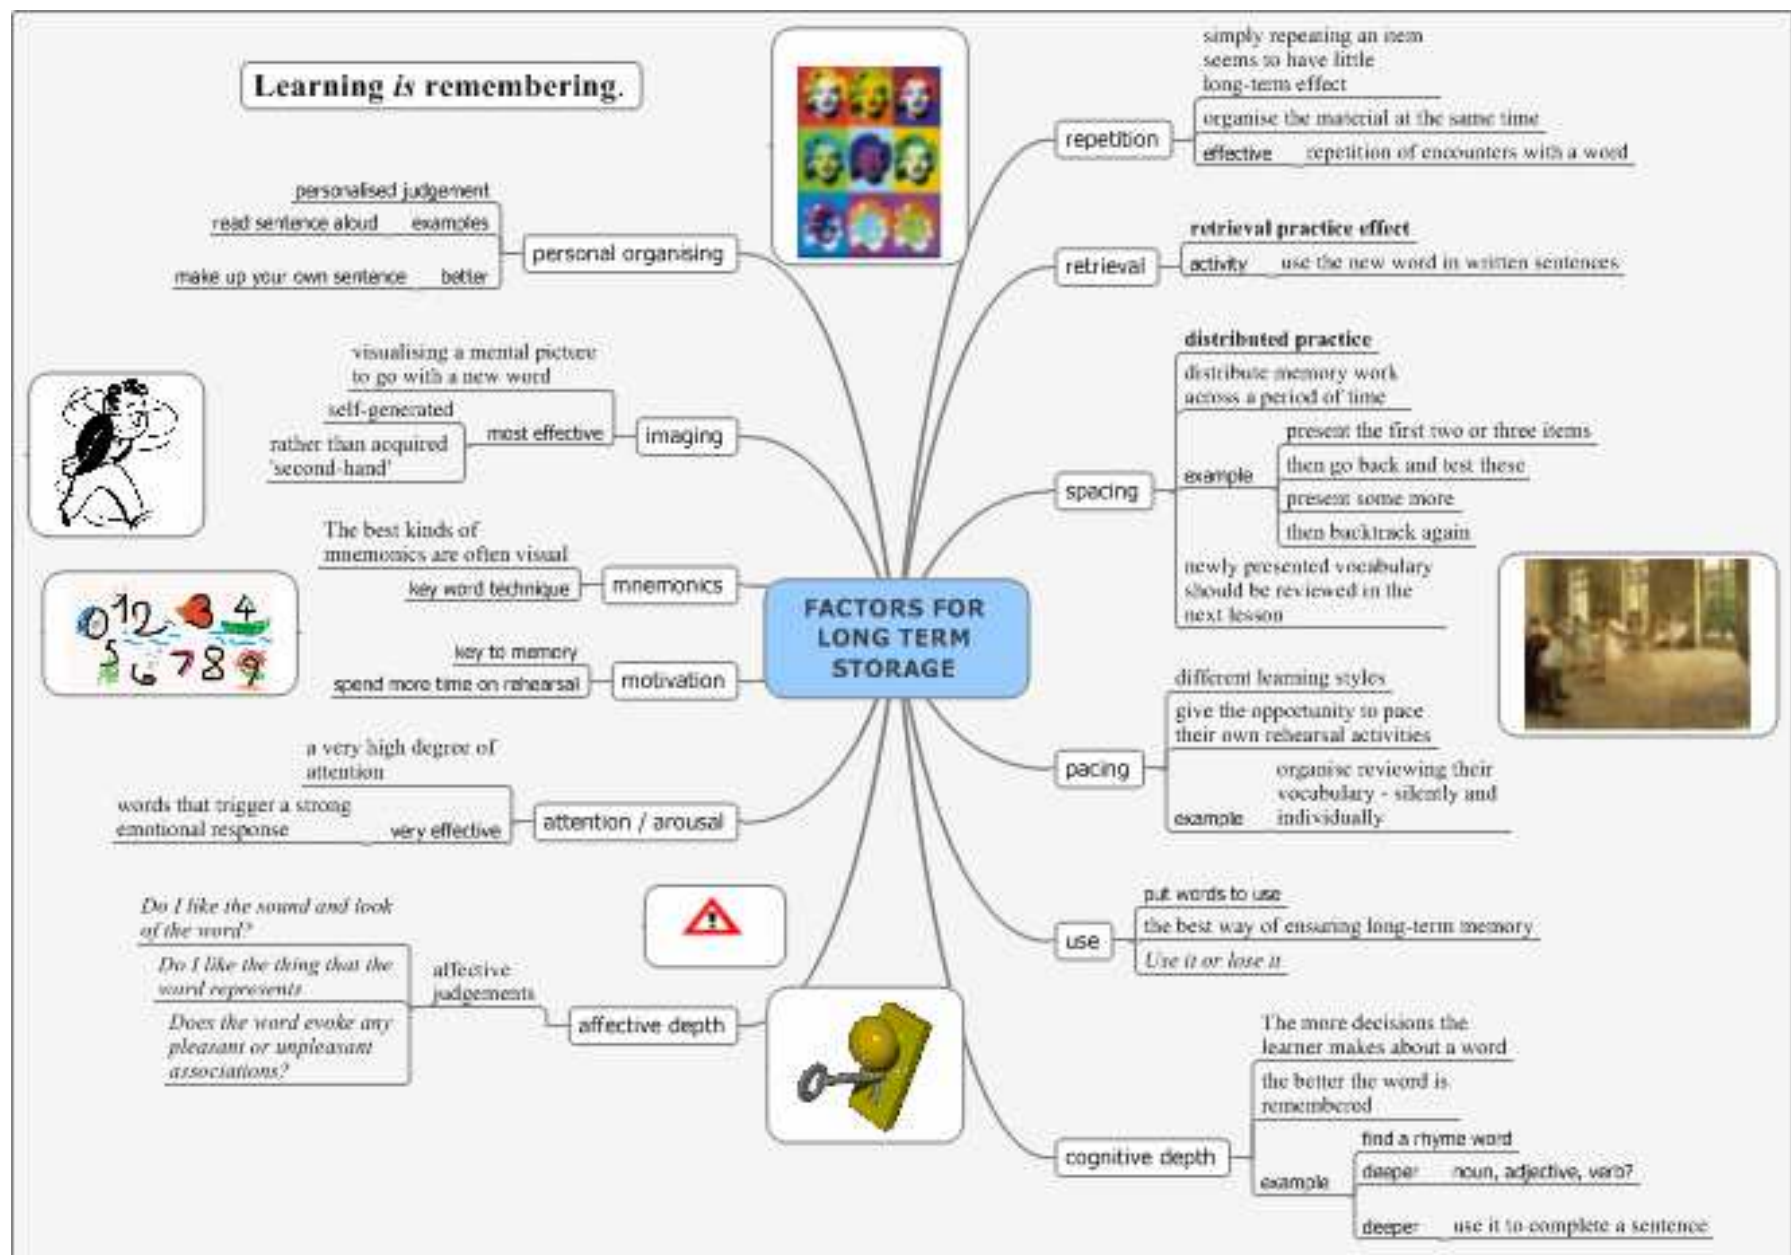 Learning is remembering.
FACTORS FOR
LONG TERM
STORAGE
repetition
simply repeating an item
seems to have little
long-term effect
organise the material at the same time
effective
repetition of encounters with a word
retrieval
retrieval practice effect
activity
use the new word in written sentences
spacing
distributed practice
distribute memory work
across a period of time
example
present the first two or three items
then go back and test these
present some more
then backtrack again
newly presented vocabulary
should be reviewed in the
next lesson
pacing
different learning styles
give the opportunity to pace
their own rehearsal activities
example
organise reviewing their
vocabulary - silently and
individually
use
put words to use
the best way of ensuring long-term memory
Use it or lose it
cognitive depth
The more decisions the
learner makes about a word
the better the word is
remembered
example
find a rhyme word
deeper
noun, adjective, verb?
deeper
use it to complete a sentence
personal organising
personalised judgement
examples
read sentence aloud
better
make up your own sentence
imaging
visualising a mental picture
to go with a new word
most effective
self-generated
rather than acquired
'second-hand'
mnemonics
The best kinds of
mnemonics are often visual
key word technique
motivation
key to memory
spend more time on rehearsal
attention / arousal
a very high degree of
attention
very effective
words that trigger a strong
emotional response
affective depth
affective
judgements
Do I like the sound and look
of the word?
Do I like the thing that the
word represents
Does the word evoke any
pleasant or unpleasant
associations?
0 1 2 3 4
5 6 7 8 9
!